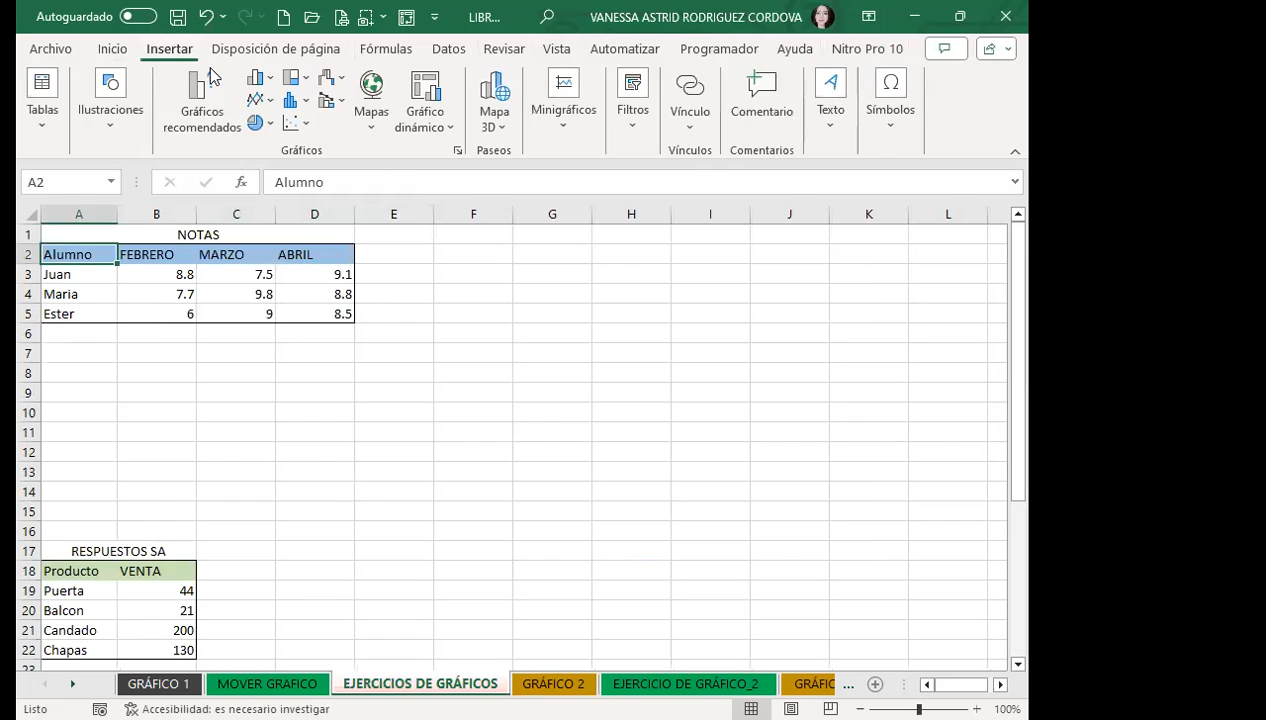 Autoguardado LIBR... VANESSA ASTRID RODRIGUEZ CORDOVA
Archivo Inicio Insertar Disposición de página Fórmulas Datos Revisar Vista Automatizar Programador Ayuda Nitro Pro 10
Tablas Ilustraciones Gráficos recomendados Mapas Gráfico dinámico Mapa 3D Minigráficos Filtros Vínculo Comentario Texto Símbolos
Gráficos Paseos Vínculos Comentarios
A2 fx Alumno
A B C D E F G H I J K L
1 NOTAS
2 Alumno FEBRERO MARZO ABRIL
3 Juan 8.8 7.5 9.1
4 Maria 7.7 9.8 8.8
5 Ester 6 9 8.5
6
7
8
9
10
11
12
13
14
15
16
17 RESPUESTOS SA
18 Producto VENTA
19 Puerta 44
20 Balcon 21
21 Candado 200
22 Chapas 130
23
GRÁFICO 1 MOVER GRAFICO EJERCICIOS DE GRÁFICOS GRÁFICO 2 EJERCICIO DE GRÁFICO_2 GRÁFIC ...
Listo Accesibilidad: es necesario investigar 100%